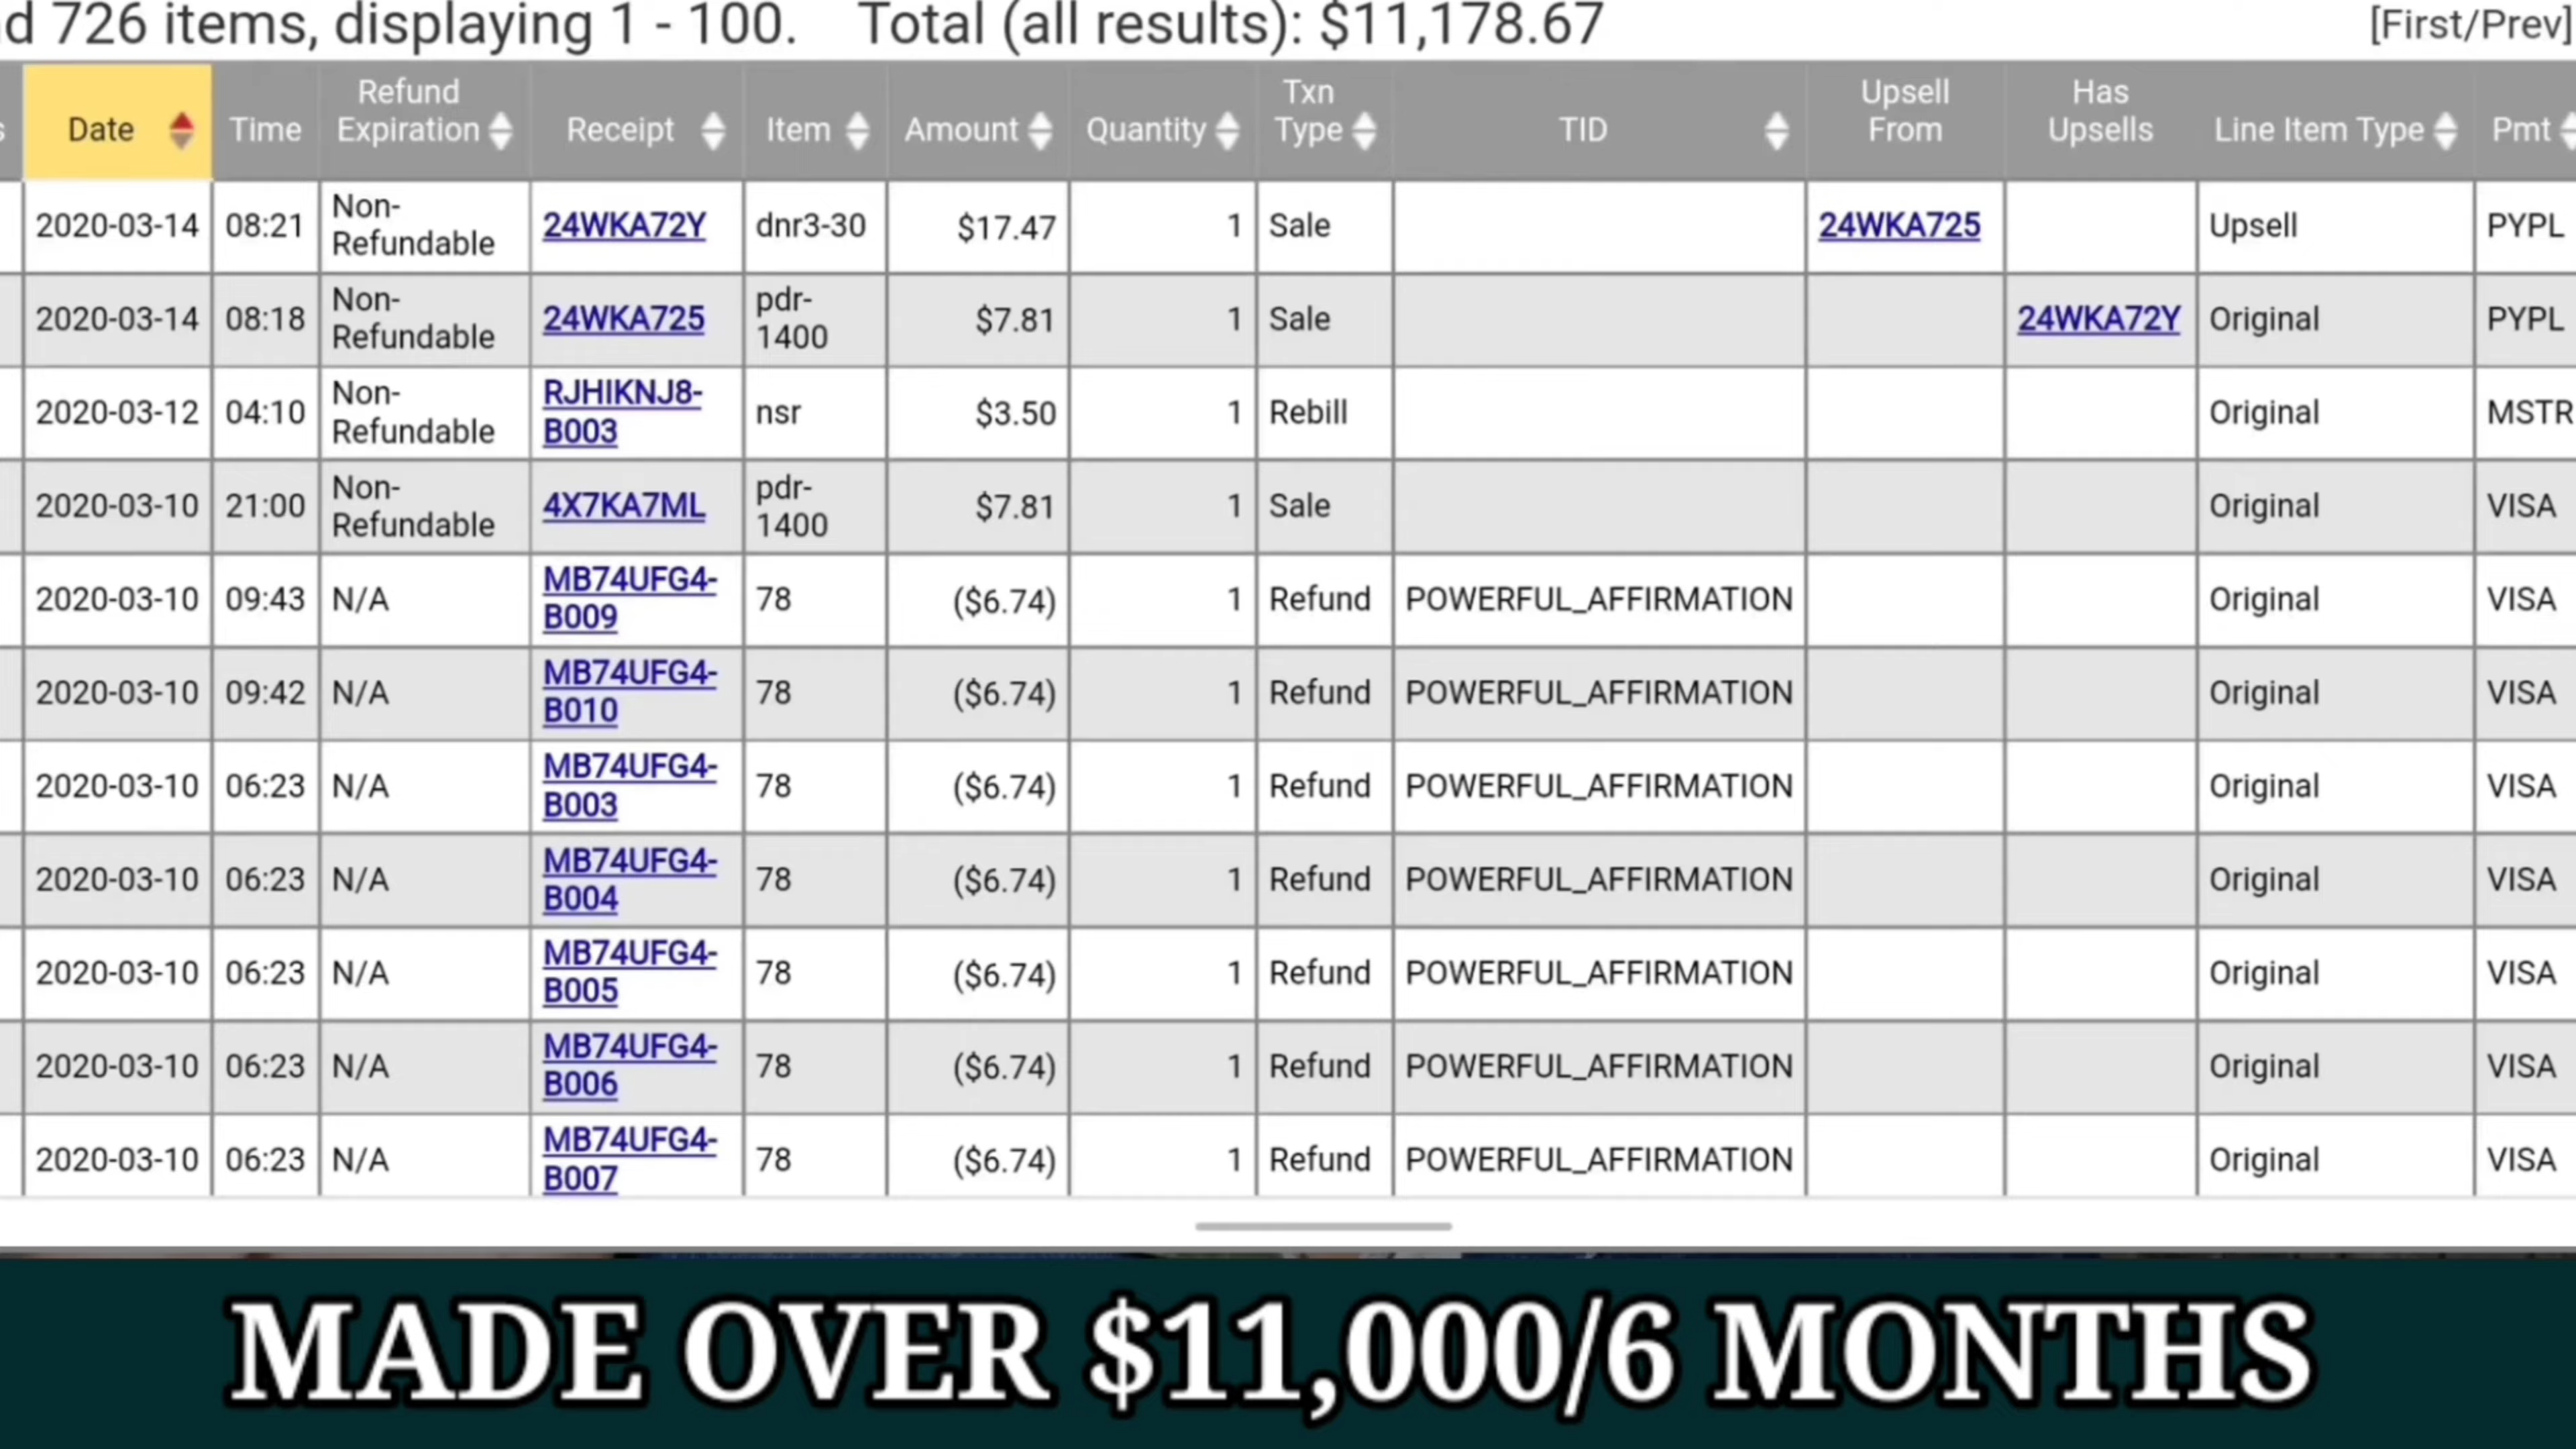 d 726 items, displaying 1 - 100. Total (all results): $11,178.67 [First/Prev]
s Date Time Refund Expiration Receipt Item Amount Quantity Txn Type TID Upsell From Has Upsells Line Item Type Pmt
2020-03-14 08:21 Non-Refundable 24WKA72Y dnr3-30 $17.47 1 Sale 24WKA725 Upsell PYPL
2020-03-14 08:18 Non-Refundable 24WKA725 pdr-1400 $7.81 1 Sale 24WKA72Y Original PYPL
2020-03-12 04:10 Non-Refundable RJHIKNJ8-B003 nsr $3.50 1 Rebill Original MSTR
2020-03-10 21:00 Non-Refundable 4X7KA7ML pdr-1400 $7.81 1 Sale Original VISA
2020-03-10 09:43 N/A MB74UFG4-B009 78 ($6.74) 1 Refund POWERFUL_AFFIRMATION Original VISA
2020-03-10 09:42 N/A MB74UFG4-B010 78 ($6.74) 1 Refund POWERFUL_AFFIRMATION Original VISA
2020-03-10 06:23 N/A MB74UFG4-B003 78 ($6.74) 1 Refund POWERFUL_AFFIRMATION Original VISA
2020-03-10 06:23 N/A MB74UFG4-B004 78 ($6.74) 1 Refund POWERFUL_AFFIRMATION Original VISA
2020-03-10 06:23 N/A MB74UFG4-B005 78 ($6.74) 1 Refund POWERFUL_AFFIRMATION Original VISA
2020-03-10 06:23 N/A MB74UFG4-B006 78 ($6.74) 1 Refund POWERFUL_AFFIRMATION Original VISA
2020-03-10 06:23 N/A MB74UFG4-B007 78 ($6.74) 1 Refund POWERFUL_AFFIRMATION Original VISA
MADE OVER $11,000/6 MONTHS